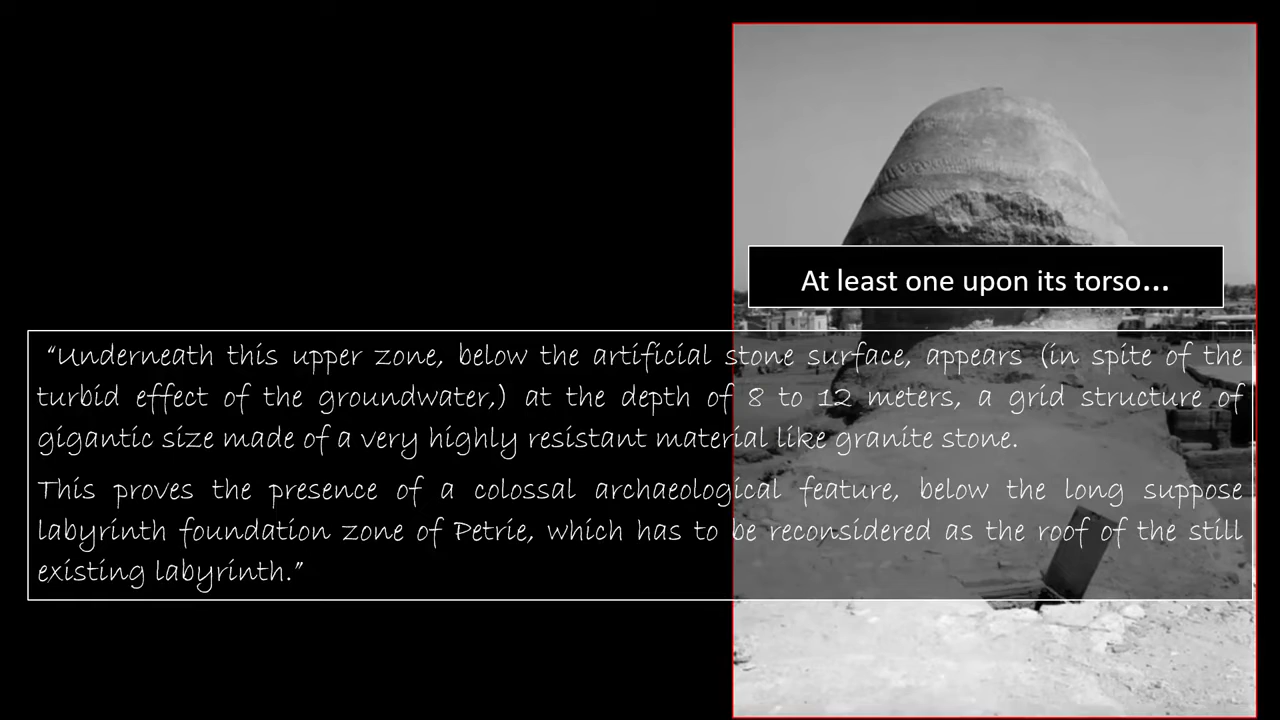 At least one upon its torso...
“Underneath this upper zone, below the artificial stone surface, appears (in spite of the
turbid effect of the groundwater,) at the depth of 8 to 12 meters, a grid structure of
gigantic size made of a very highly resistant material like granite stone.
This proves the presence of a colossal archaeological feature, below the long suppose
labyrinth foundation zone of Petrie, which has to be reconsidered as the roof of the still
existing labyrinth.”